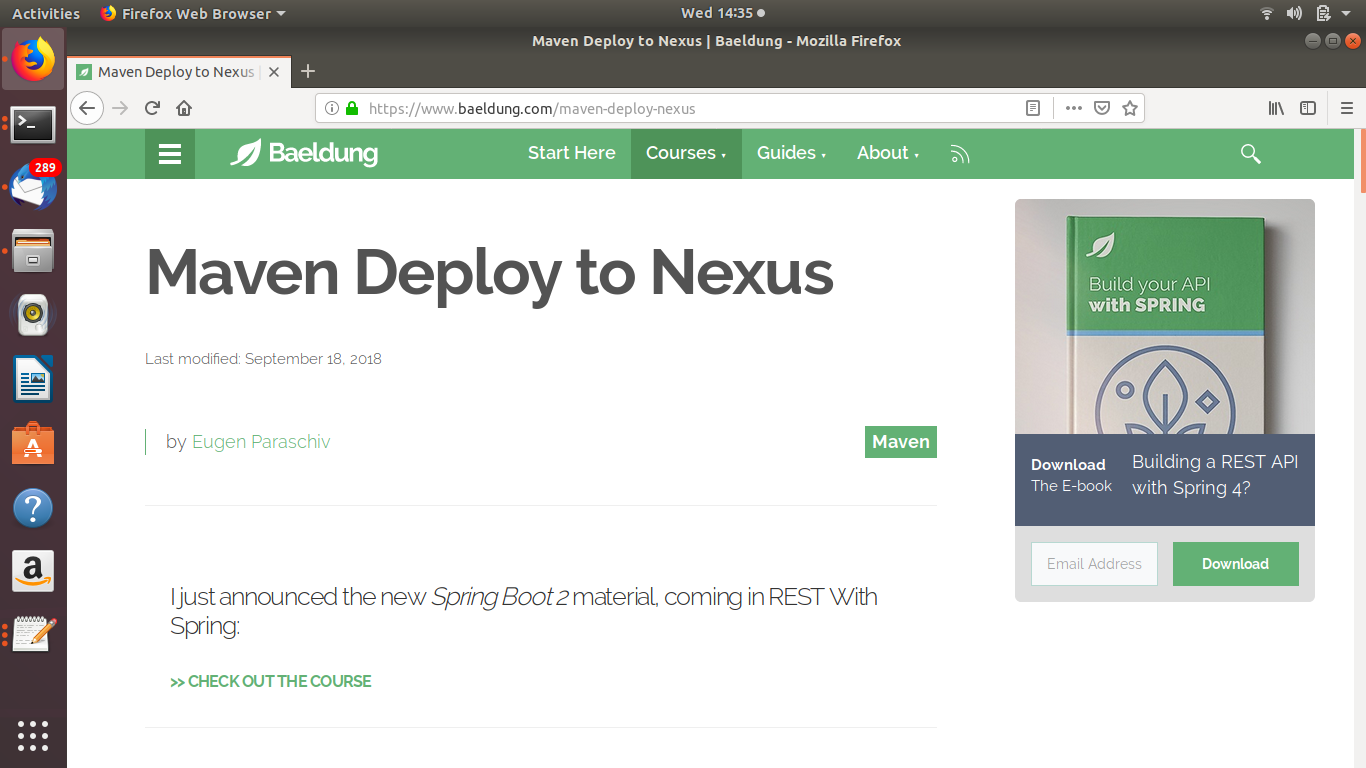 Activities Firefox Web Browser Wed 14:35
Maven Deploy to Nexus | Baeldung - Mozilla Firefox
Maven Deploy to Nexus |
https://www.baeldung.com/maven-deploy-nexus
289
Baeldung Start Here Courses Guides About
Maven Deploy to Nexus
Last modified: September 18, 2018
by Eugen Paraschiv
Maven
I just announced the new Spring Boot 2 material, coming in REST With
Spring:
>> CHECK OUT THE COURSE
Build your API
with SPRING
Download
The E-book
Building a REST API
with Spring 4?
Email Address
Download